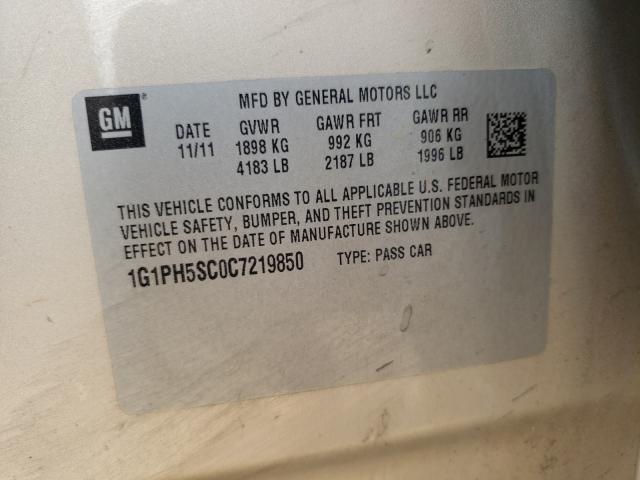 GM®
MFD BY GENERAL MOTORS LLC
DATE GVWR GAWR FRT GAWR RR
11/11 1898 KG 992 KG 906 KG
4183 LB 2187 LB 1996 LB
THIS VEHICLE CONFORMS TO ALL APPLICABLE U.S. FEDERAL MOTOR
VEHICLE SAFETY, BUMPER, AND THEFT PREVENTION STANDARDS IN
EFFECT ON THE DATE OF MANUFACTURE SHOWN ABOVE.
1G1PH5SC0C7219850 TYPE: PASS CAR